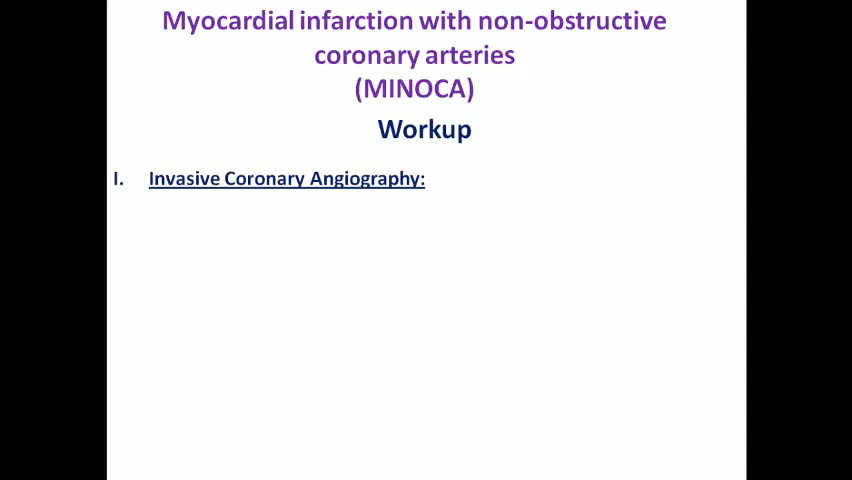 Myocardial infarction with non-obstructive
coronary arteries
(MINOCA)
Workup
I. Invasive Coronary Angiography: